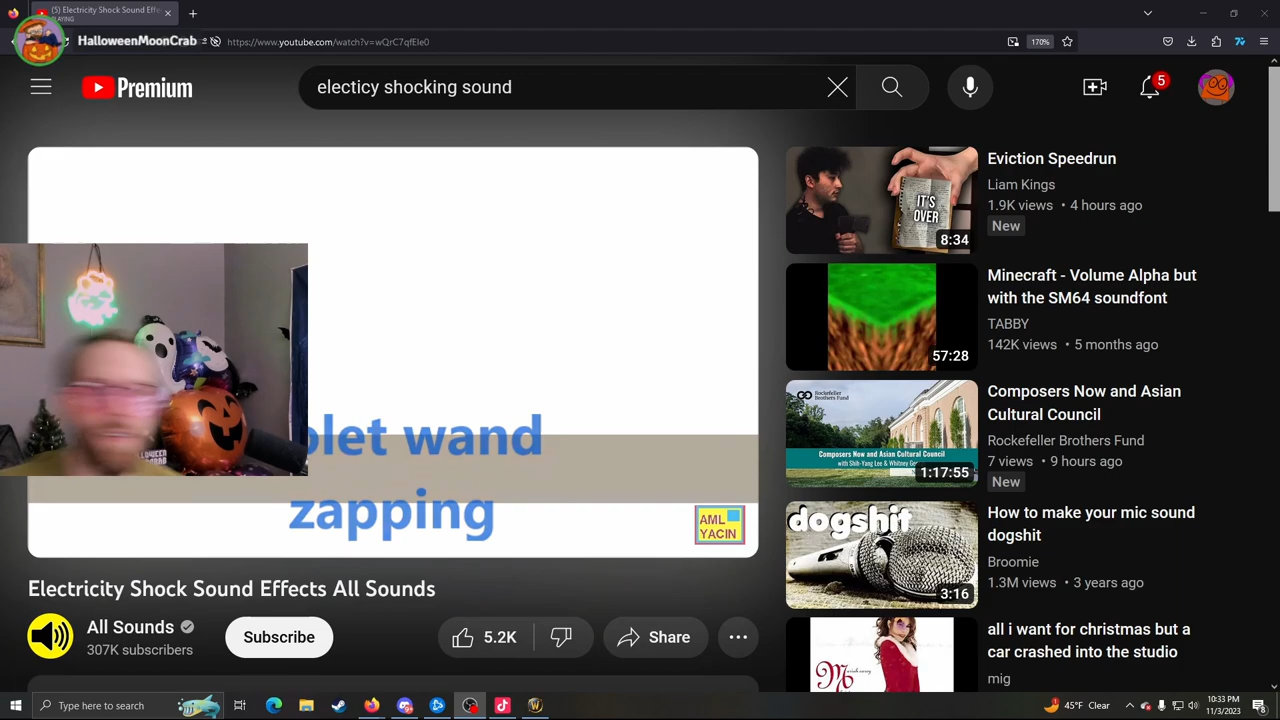 (5) Electricity Shock Sound Effe
PLAYING
HalloweenMoonCrab
https://www.youtube.com/watch?v=wQrC7qfEIe0
170%
Premium
electicy shocking sound
5
IT'S
OVER
8:34
Eviction Speedrun
Liam Kings
1.9K views • 4 hours ago
New
57:28
Minecraft - Volume Alpha but
with the SM64 soundfont
TABBY
142K views • 5 months ago
Rockefeller
Brothers Fund
Composers Now and Asian Cultural Council
with Shih-Yang Lee & Whitney
1:17:55
Composers Now and Asian
Cultural Council
Rockefeller Brothers Fund
7 views • 9 hours ago
New
olet wand
zapping
AML
YACIN
dogshit
3:16
How to make your mic sound
dogshit
Broomie
1.3M views • 3 years ago
Electricity Shock Sound Effects All Sounds
All Sounds
307K subscribers
Subscribe
5.2K
Share
all i want for christmas but a
car crashed into the studio
mig
Type here to search
45°F Clear
10:33 PM
11/3/2023